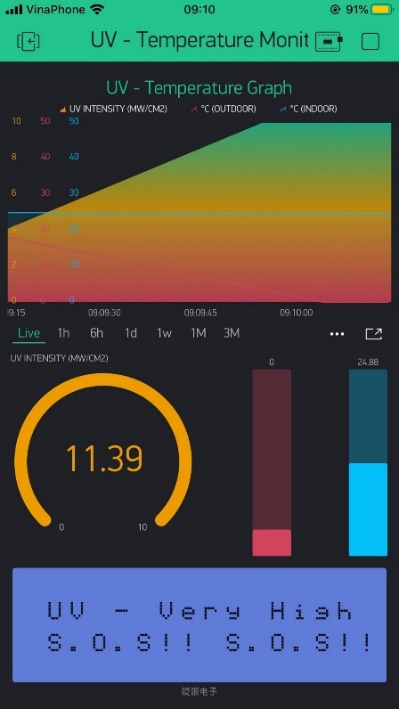 VinaPhone 09:10 91%
UV - Temperature Monit
UV - Temperature Graph
UV INTENSITY (MW/CM2) °C (OUTDOOR) °C (INDOOR)
10 50 50
8 40 40
6 30 30
4 20 20
2 10 10
0 0 0
09:15 09:09:30 09:09:45 09:10:00
Live 1h 6h 1d 1w 1M 3M
UV INTENSITY (MW/CM2) 0 24.88
11.39
0 10
UV - Very High
S.O.S!! S.O.S!!
眨眼电子